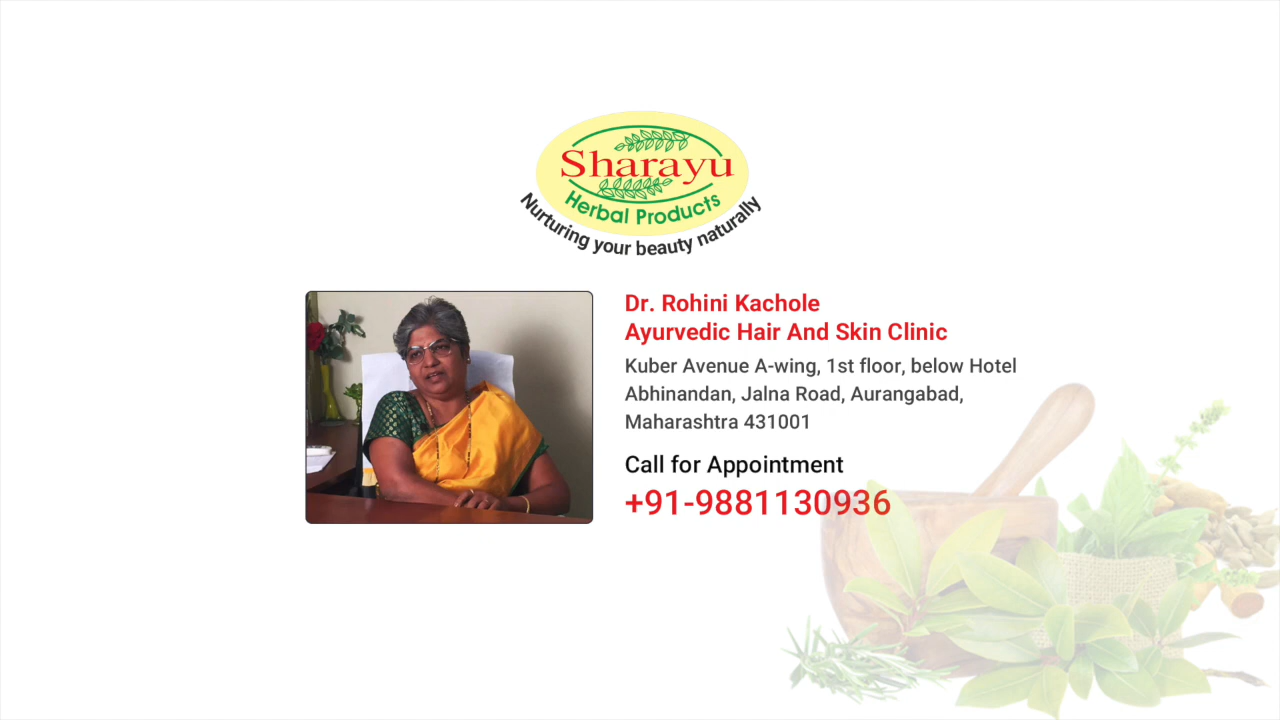 Sharayu
Herbal Products
Nurturing your beauty naturally
Dr. Rohini Kachole
Ayurvedic Hair And Skin Clinic
Kuber Avenue A-wing, 1st floor, below Hotel
Abhinandan, Jalna Road, Aurangabad,
Maharashtra 431001
Call for Appointment
+91-9881130936